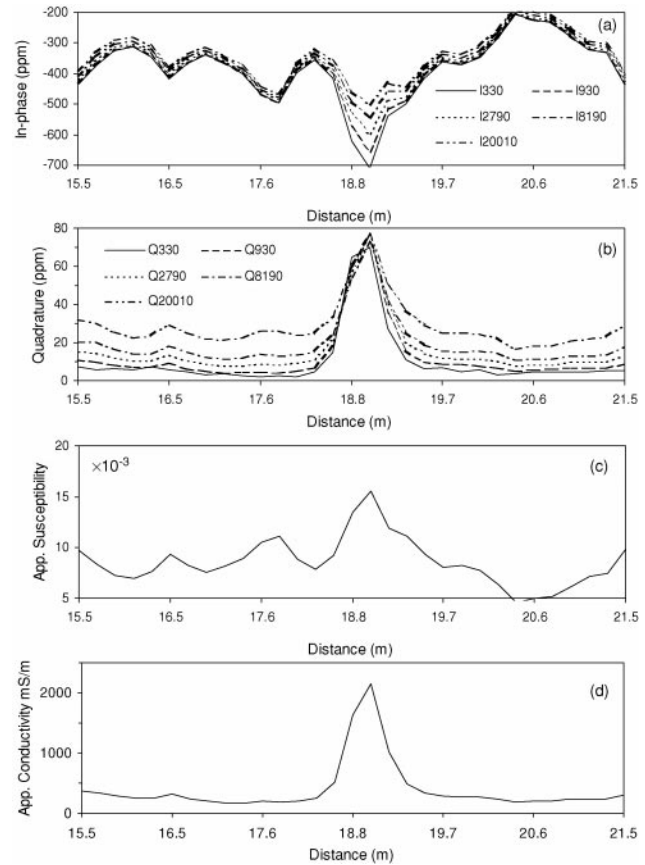 (a)
In-phase (ppm)
-200
-300
-400
-500
-600
-700
I330 I930
I2790 I8190
I20010
15.5 16.5 17.6 18.8 19.7 20.6 21.5
Distance (m)
(b)
Quadrature (ppm)
80
60
40
20
0
Q330 Q930
Q2790 Q8190
Q20010
15.5 16.5 17.6 18.8 19.7 20.6 21.5
Distance (m)
(c)
App. Susceptibility
×10-3
20
15
10
5
15.5 16.5 17.6 18.8 19.7 20.6 21.5
Distance (m)
(d)
App. Conductivity mS/m
2000
1000
0
15.5 16.5 17.6 18.8 19.7 20.6 21.5
Distance (m)